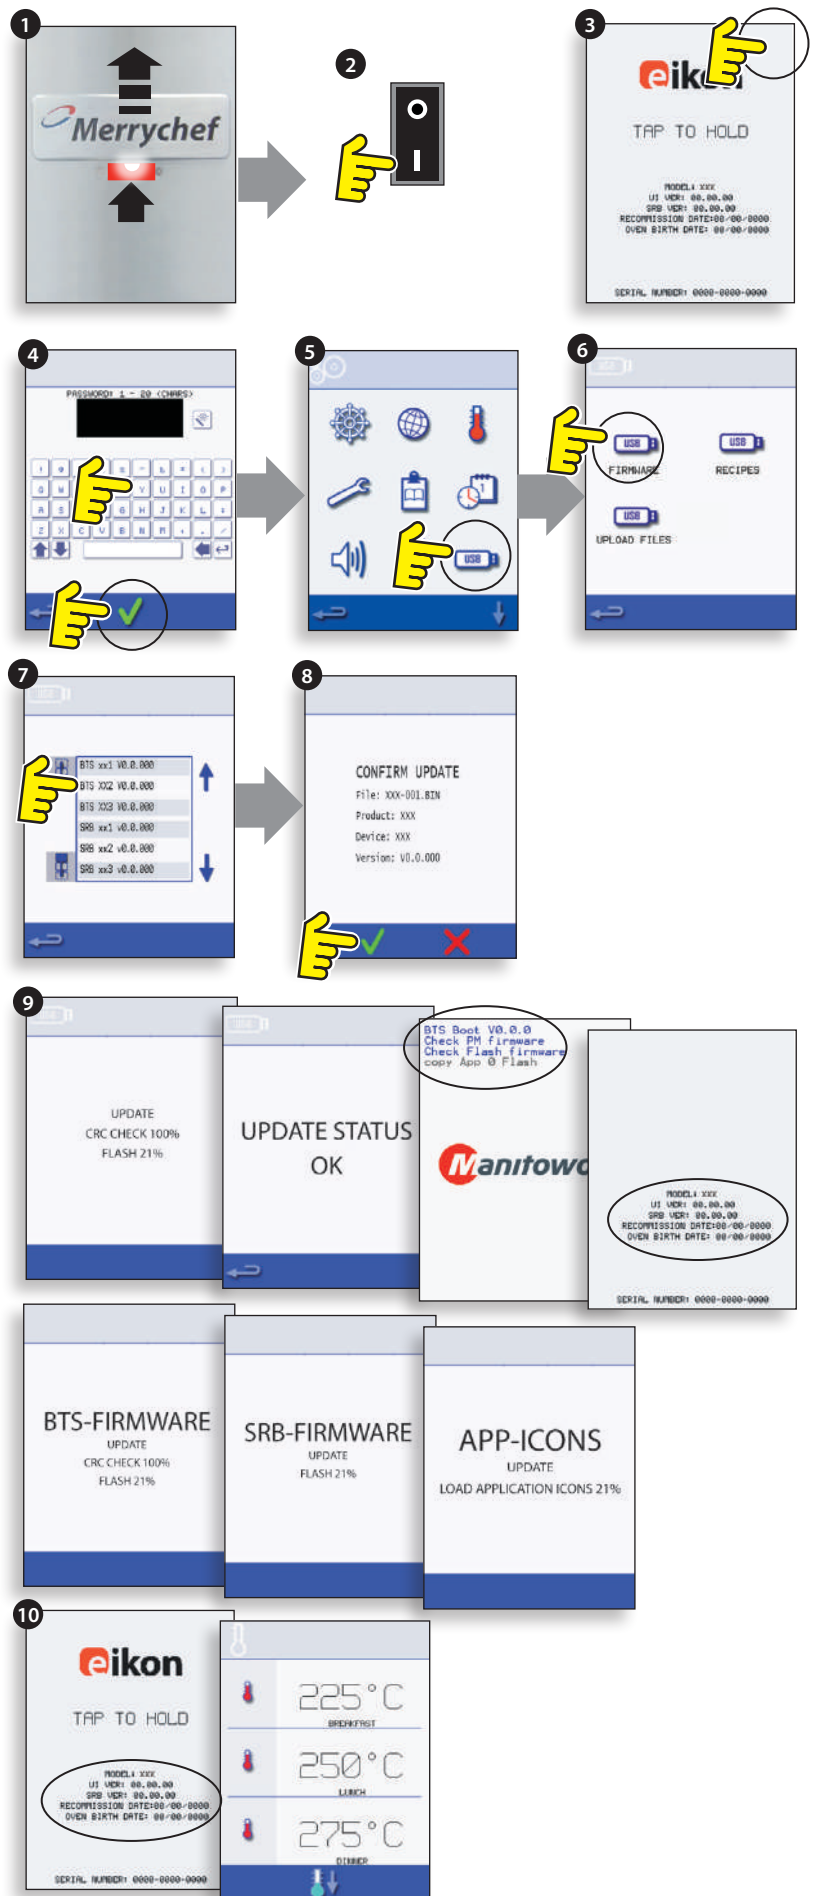 1
Merrychef
2
3
eik n
TAP TO HOLD
MODEL: XXX
UI VER: 00.00.00
SRB VER: 00.00.00
RECOMMISSION DATE:00/00/0000
OVEN BIRTH DATE: 00/00/0000
SERIAL NUMBER: 0000-0000-0000
4
PASSWORD: 1 - 20 (CHARS)
Y U I O P
G H J K L
Z X C V B N M
5
1
USB
6
USB
FIRMWARE
USB
RECIPES
USB
UPLOAD FILES
7
USB
BTS xx1 V0.0.000
BTS XX2 V0.0.000
BTS XX3 V0.0.000
SRB xx1 v0.0.000
SRB xx2 v0.0.000
SRB xx3 v0.0.000
8
CONFIRM UPDATE
File: XXX-001.BIN
Product: XXX
Device: XXX
Version: V0.0.000
9
USB
UPDATE
CRC CHECK 100%
FLASH 21%
USB
UPDATE STATUS
OK
BTS Boot V0.0.0
Check PM firmware
Check Flash firmware
copy App 0 Flash
Manitowo
MODEL: XXX
UI VER: 00.00.00
SRB VER: 00.00.00
RECOMMISSION DATE:00/00/0000
OVEN BIRTH DATE: 00/00/0000
SERIAL NUMBER: 0000-0000-0000
BTS-FIRMWARE
UPDATE
CRC CHECK 100%
FLASH 21%
SRB-FIRMWARE
UPDATE
FLASH 21%
APP-ICONS
UPDATE
LOAD APPLICATION ICONS 21%
10
eikon
TAP TO HOLD
MODEL: XXX
UI VER: 00.00.00
SRB VER: 00.00.00
RECOMMISSION DATE:00/00/0000
OVEN BIRTH DATE: 00/00/0000
SERIAL NUMBER: 0000-0000-0000
225°C
BREAKFAST
250°C
LUNCH
275°C
DINNER